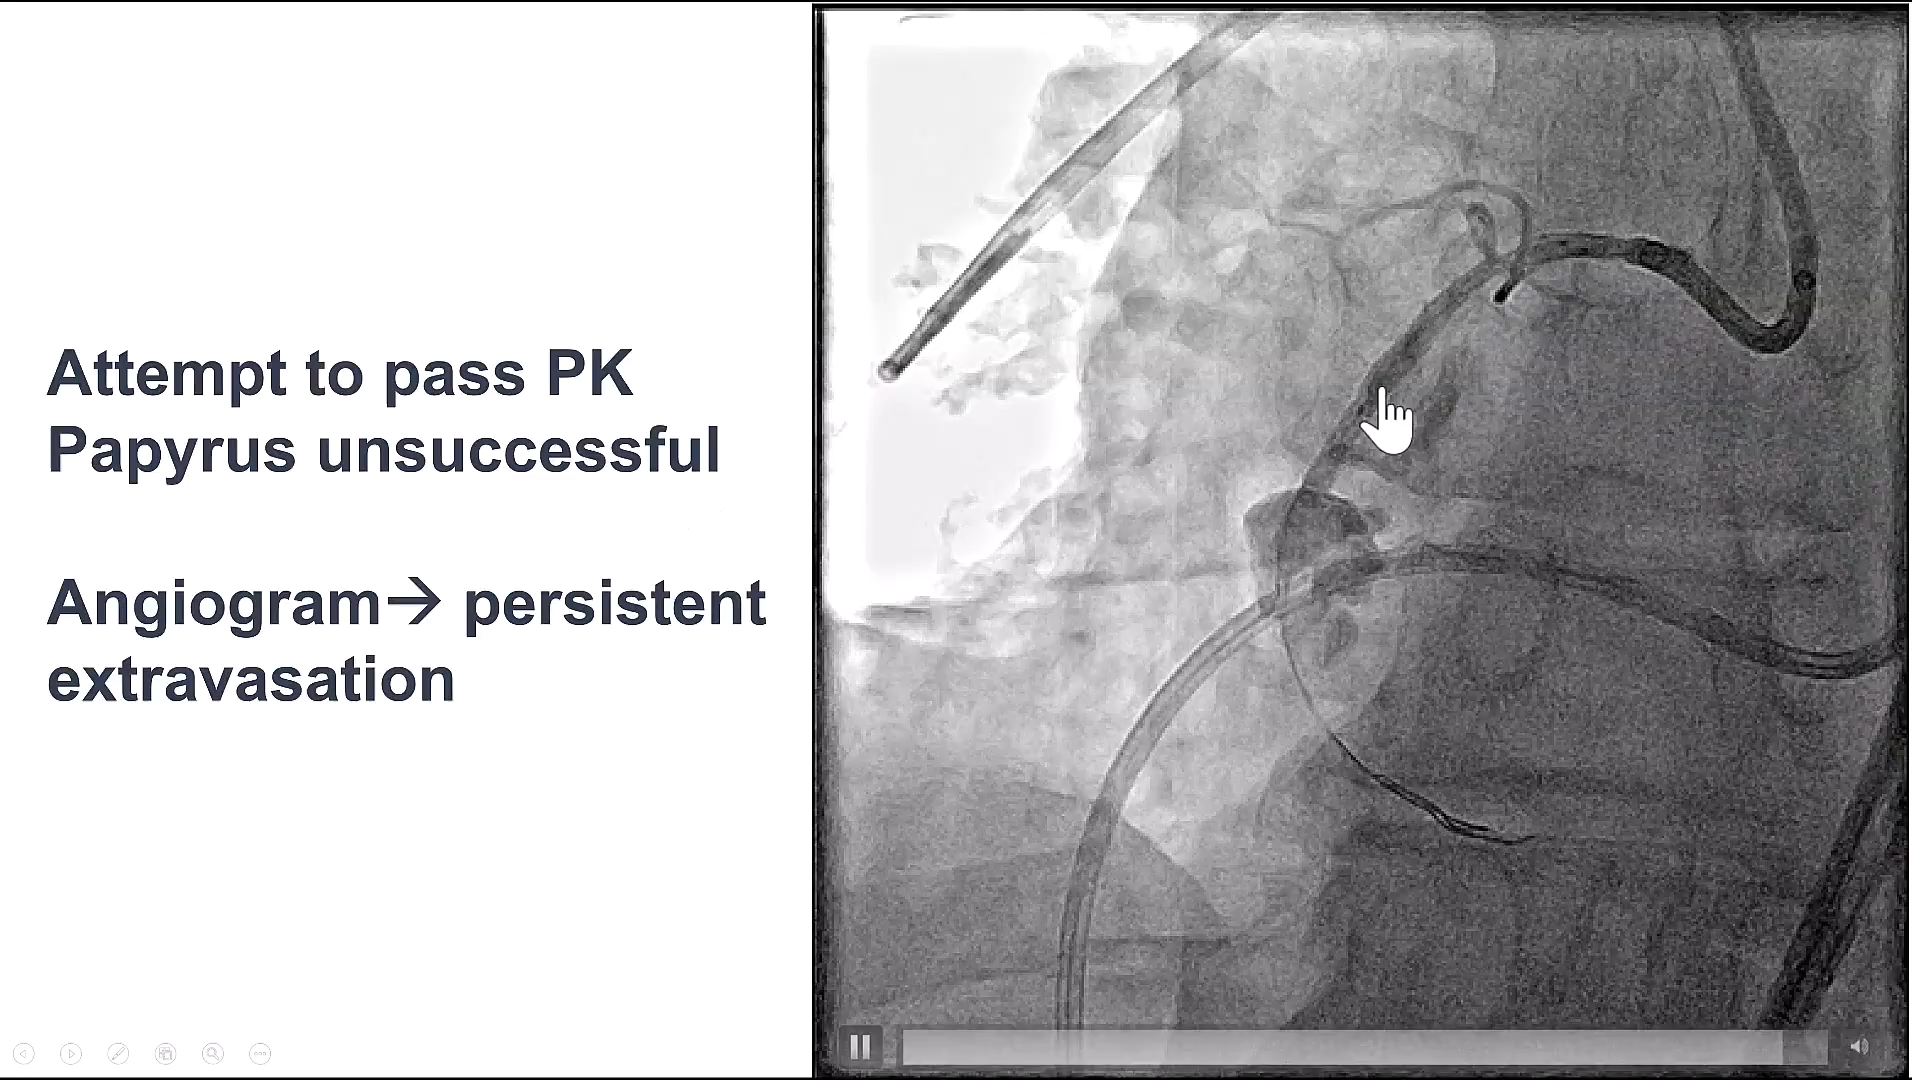 Attempt to pass PK
Papyrus unsuccessful
Angiogram→ persistent
extravasation